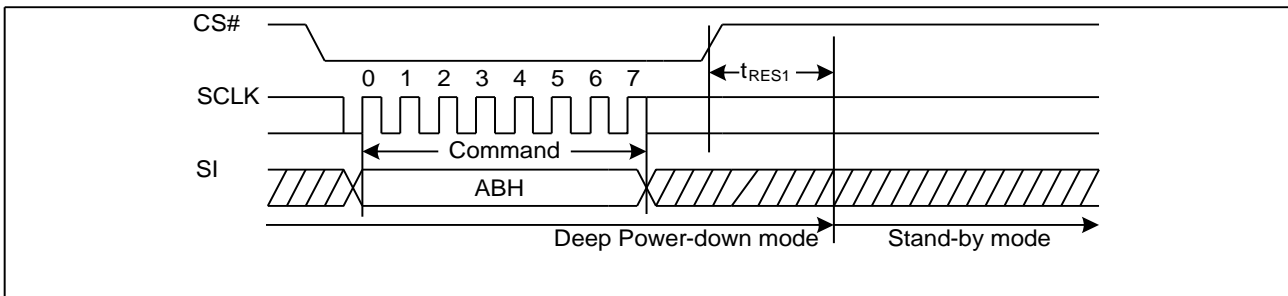 CS#
tRES1
0 1 2 3 4 5 6 7
SCLK
Command
SI
ABH
Deep Power-down mode Stand-by mode